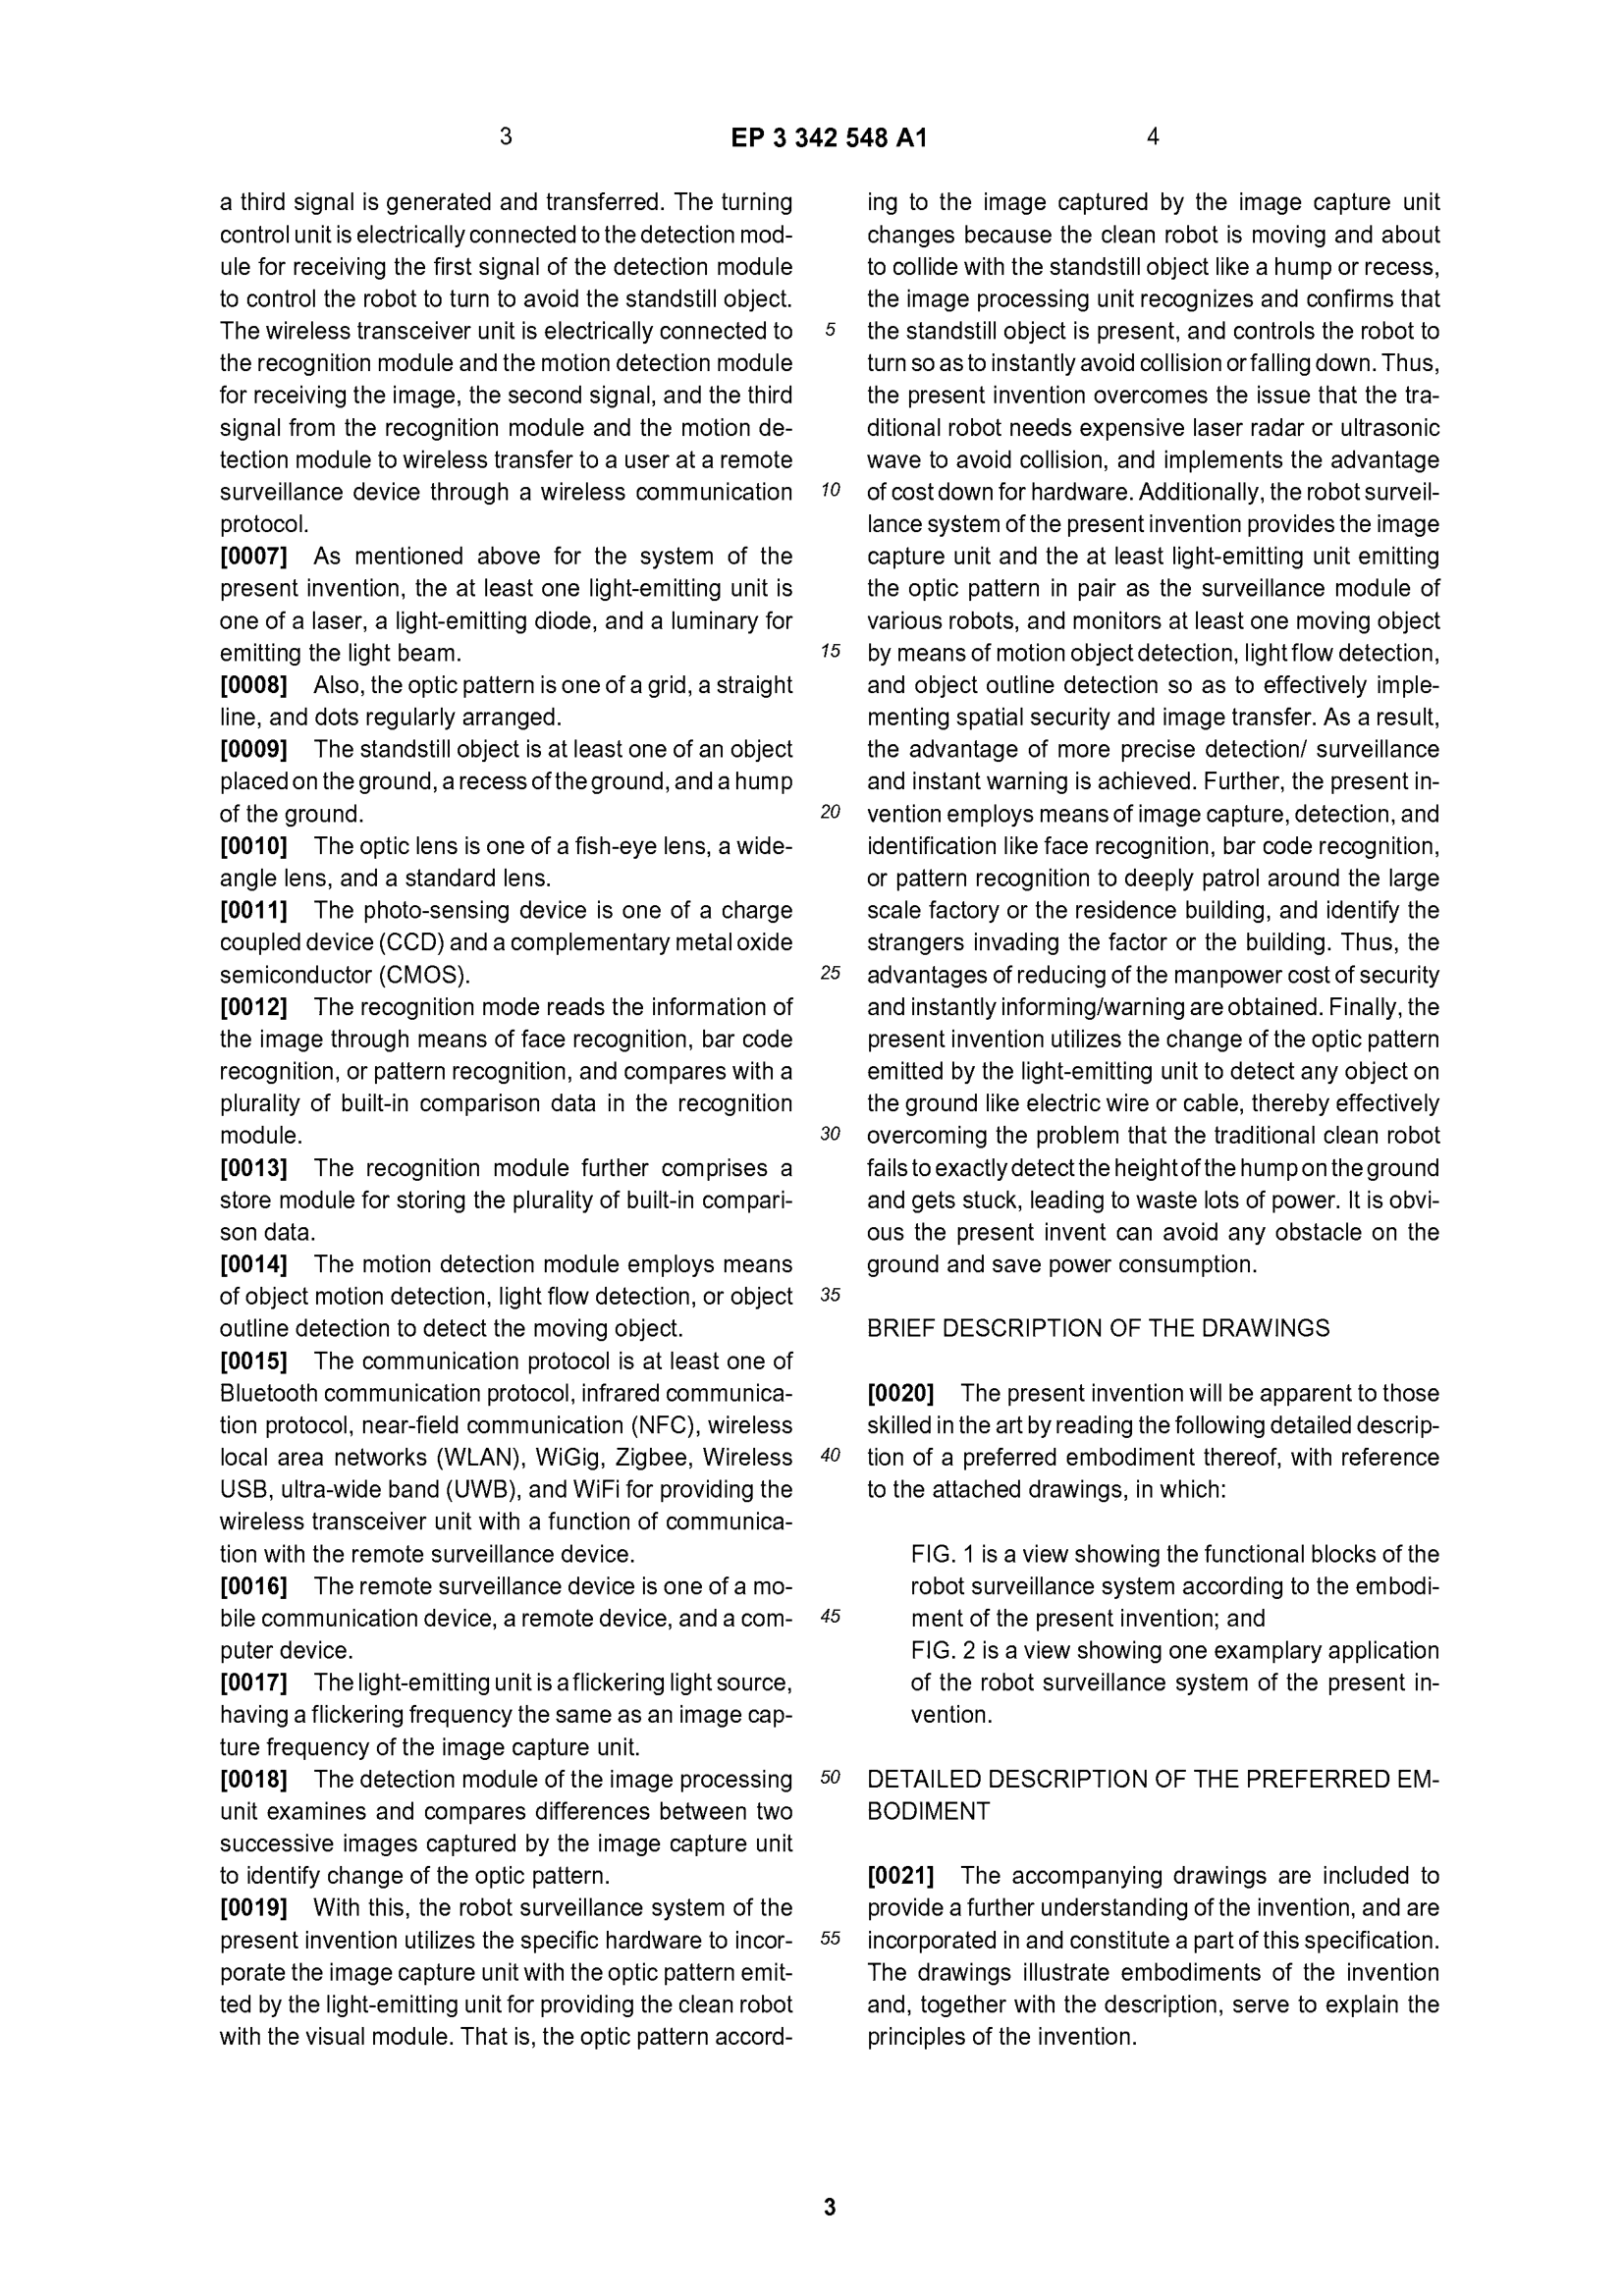 3
EP 3 342 548 A1
4
a third signal is generated and transferred. The turning
control unit is electrically connected to the detection mod-
ule for receiving the first signal of the detection module
to control the robot to turn to avoid the standstill object.
The wireless transceiver unit is electrically connected to
the recognition module and the motion detection module
for receiving the image, the second signal, and the third
signal from the recognition module and the motion de-
tection module to wireless transfer to a user at a remote
surveillance device through a wireless communication
protocol.
[0007] As mentioned above for the system of the
present invention, the at least one light-emitting unit is
one of a laser, a light-emitting diode, and a luminary for
emitting the light beam.
[0008] Also, the optic pattern is one of a grid, a straight
line, and dots regularly arranged.
[0009] The standstill object is at least one of an object
placed on the ground, a recess of the ground, and a hump
of the ground.
[0010] The optic lens is one of a fish-eye lens, a wide-
angle lens, and a standard lens.
[0011] The photo-sensing device is one of a charge
coupled device (CCD) and a complementary metal oxide
semiconductor (CMOS).
[0012] The recognition mode reads the information of
the image through means of face recognition, bar code
recognition, or pattern recognition, and compares with a
plurality of built-in comparison data in the recognition
module.
[0013] The recognition module further comprises a
store module for storing the plurality of built-in compari-
son data.
[0014] The motion detection module employs means
of object motion detection, light flow detection, or object
outline detection to detect the moving object.
[0015] The communication protocol is at least one of
Bluetooth communication protocol, infrared communica-
tion protocol, near-field communication (NFC), wireless
local area networks (WLAN), WiGig, Zigbee, Wireless
USB, ultra-wide band (UWB), and WiFi for providing the
wireless transceiver unit with a function of communica-
tion with the remote surveillance device.
[0016] The remote surveillance device is one of a mo-
bile communication device, a remote device, and a com-
puter device.
[0017] The light-emitting unit is a flickering light source,
having a flickering frequency the same as an image cap-
ture frequency of the image capture unit.
[0018] The detection module of the image processing
unit examines and compares differences between two
successive images captured by the image capture unit
to identify change of the optic pattern.
[0019] With this, the robot surveillance system of the
present invention utilizes the specific hardware to incor-
porate the image capture unit with the optic pattern emit-
ted by the light-emitting unit for providing the clean robot
with the visual module. That is, the optic pattern accord-
5
10
15
20
25
30
35
40
45
50
55
ing to the image captured by the image capture unit
changes because the clean robot is moving and about
to collide with the standstill object like a hump or recess,
the image processing unit recognizes and confirms that
the standstill object is present, and controls the robot to
turn so as to instantly avoid collision or falling down. Thus,
the present invention overcomes the issue that the tra-
ditional robot needs expensive laser radar or ultrasonic
wave to avoid collision, and implements the advantage
of cost down for hardware. Additionally, the robot surveil-
lance system of the present invention provides the image
capture unit and the at least light-emitting unit emitting
the optic pattern in pair as the surveillance module of
various robots, and monitors at least one moving object
by means of motion object detection, light flow detection,
and object outline detection so as to effectively imple-
menting spatial security and image transfer. As a result,
the advantage of more precise detection/ surveillance
and instant warning is achieved. Further, the present in-
vention employs means of image capture, detection, and
identification like face recognition, bar code recognition,
or pattern recognition to deeply patrol around the large
scale factory or the residence building, and identify the
strangers invading the factor or the building. Thus, the
advantages of reducing of the manpower cost of security
and instantly informing/warning are obtained. Finally, the
present invention utilizes the change of the optic pattern
emitted by the light-emitting unit to detect any object on
the ground like electric wire or cable, thereby effectively
overcoming the problem that the traditional clean robot
fails to exactly detect the height of the hump on the ground
and gets stuck, leading to waste lots of power. It is obvi-
ous the present invent can avoid any obstacle on the
ground and save power consumption.
BRIEF DESCRIPTION OF THE DRAWINGS
[0020] The present invention will be apparent to those
skilled in the art by reading the following detailed descrip-
tion of a preferred embodiment thereof, with reference
to the attached drawings, in which:
FIG. 1 is a view showing the functional blocks of the
robot surveillance system according to the embodi-
ment of the present invention; and
FIG. 2 is a view showing one examplary application
of the robot surveillance system of the present in-
vention.
DETAILED DESCRIPTION OF THE PREFERRED EM-
BODIMENT
[0021] The accompanying drawings are included to
provide a further understanding of the invention, and are
incorporated in and constitute a part of this specification.
The drawings illustrate embodiments of the invention
and, together with the description, serve to explain the
principles of the invention.
3